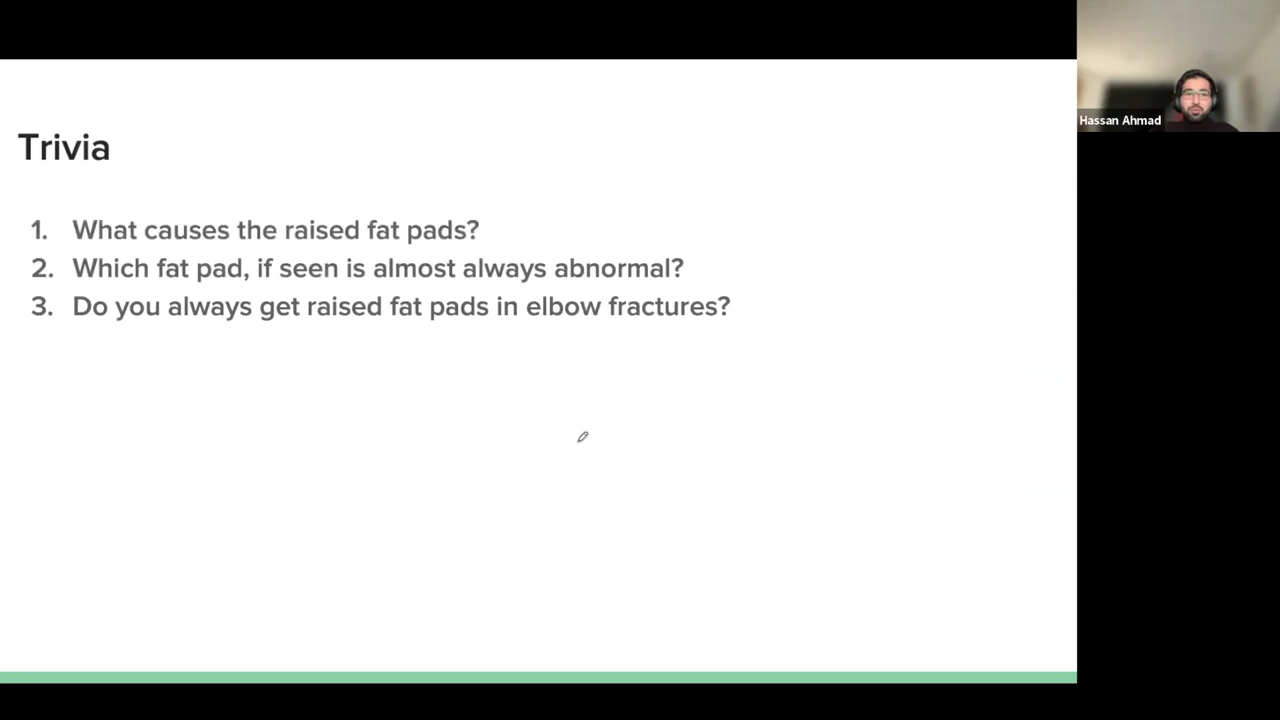 Trivia
1. What causes the raised fat pads?
2. Which fat pad, if seen is almost always abnormal?
3. Do you always get raised fat pads in elbow fractures?
Hassan Ahmad